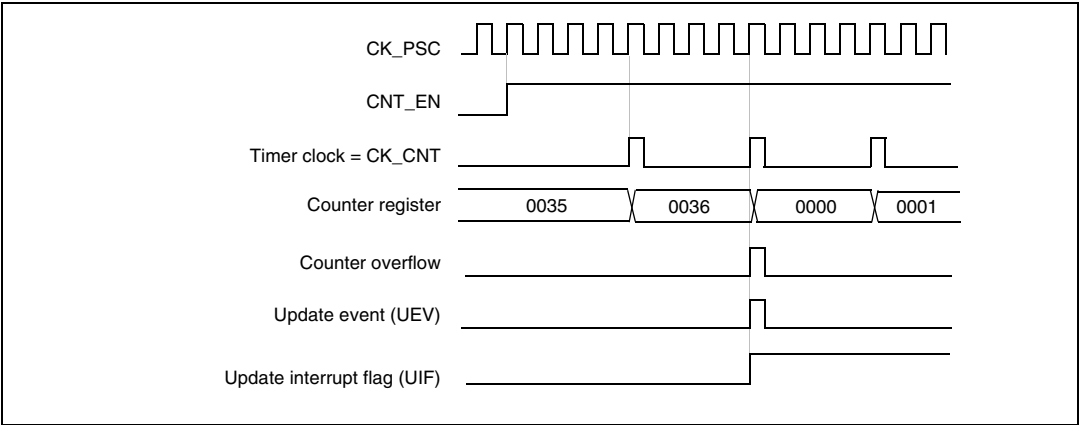 CK_PSC
CNT_EN
Timer clock = CK_CNT
Counter register 0035 0036 0000 0001
Counter overflow
Update event (UEV)
Update interrupt flag (UIF)